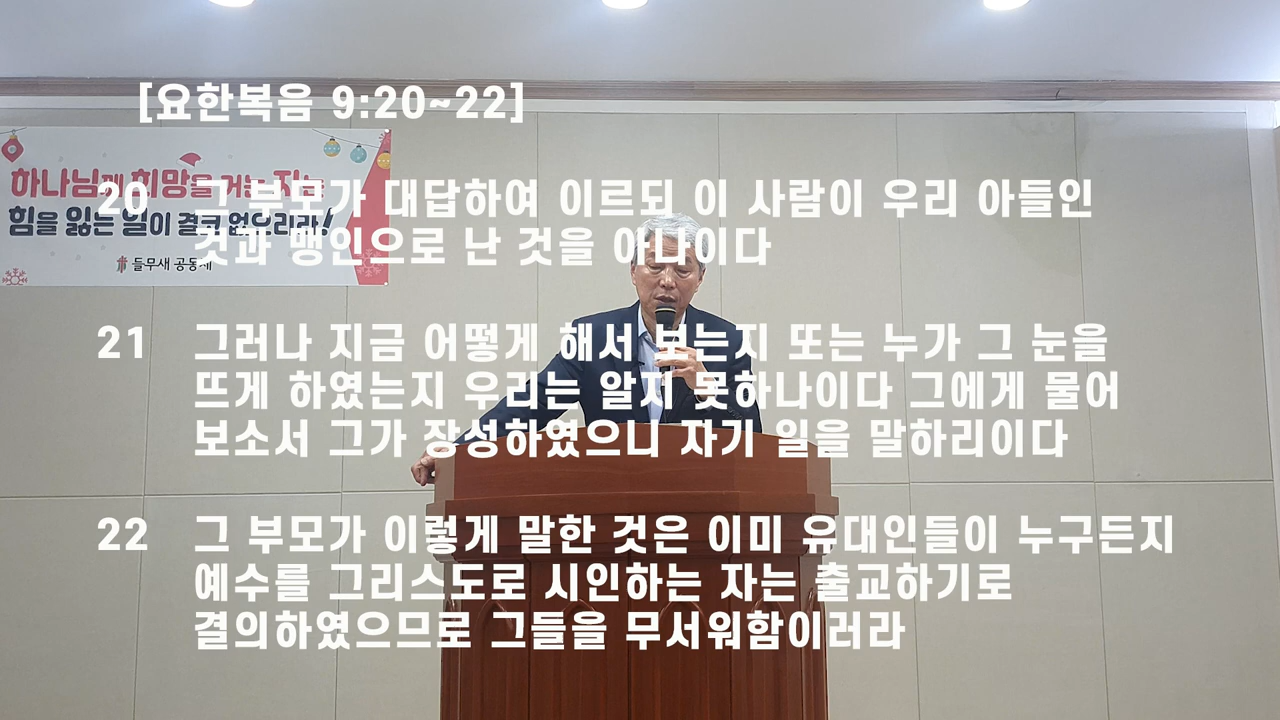 [요한복음 9:20~22]
하나님께 희망을 거는 자는
힘을 잃는 일이 결코 없으리라!
들무새 공동체
20 그 부모가 대답하여 이르되 이 사람이 우리 아들인
것과 맹인으로 난 것을 아나이다
21 그러나 지금 어떻게 해서 보는지 또는 누가 그 눈을
뜨게 하였는지 우리는 알지 못하나이다 그에게 물어
보소서 그가 장성하였으니 자기 일을 말하리이다
22 그 부모가 이렇게 말한 것은 이미 유대인들이 누구든지
예수를 그리스도로 시인하는 자는 출교하기로
결의하였으므로 그들을 무서워함이러라